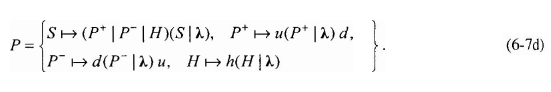 P = { S ↦ (P⁺ | P⁻ | H)(S | λ), P⁺ ↦ u(P⁺ | λ) d,
P⁻ ↦ d(P⁻ | λ) u, H ↦ h(H | λ) } . (6-7d)